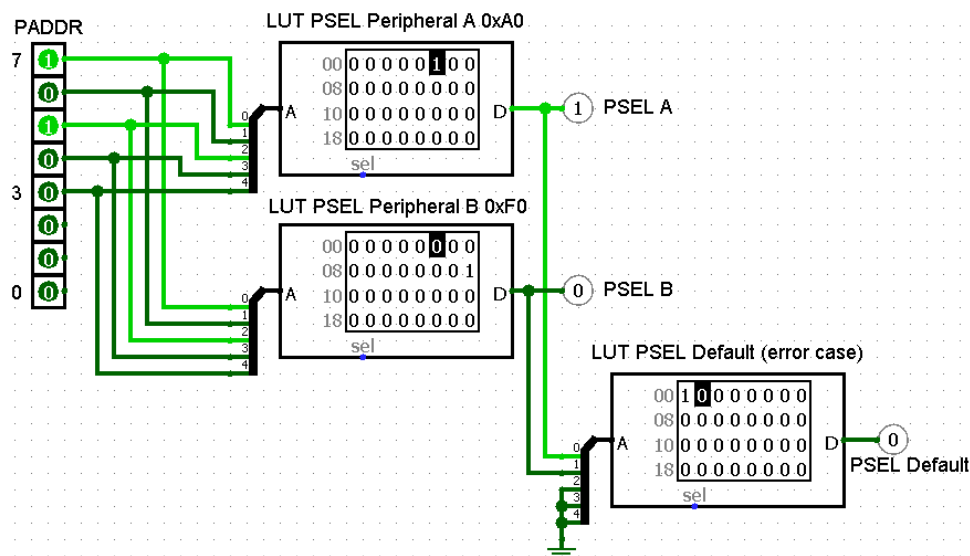 LUT PSEL Peripheral A 0xA0
PADDR
7 1
0
1
0
3 0
0
0
0 0
0
1
2
3
4
A
00 0 0 0 0 0 1 0 0
08 0 0 0 0 0 0 0 0
10 0 0 0 0 0 0 0 0
18 0 0 0 0 0 0 0 0
sel
D
1 PSEL A
LUT PSEL Peripheral B 0xF0
0
1
2
3
4
A
00 0 0 0 0 0 0 0 0
08 0 0 0 0 0 0 0 1
10 0 0 0 0 0 0 0 0
18 0 0 0 0 0 0 0 0
sel
D
0 PSEL B
LUT PSEL Default (error case)
0
1
2
3
4
A
00 1 0 0 0 0 0 0 0
08 0 0 0 0 0 0 0 0
10 0 0 0 0 0 0 0 0
18 0 0 0 0 0 0 0 0
sel
D
0
PSEL Default